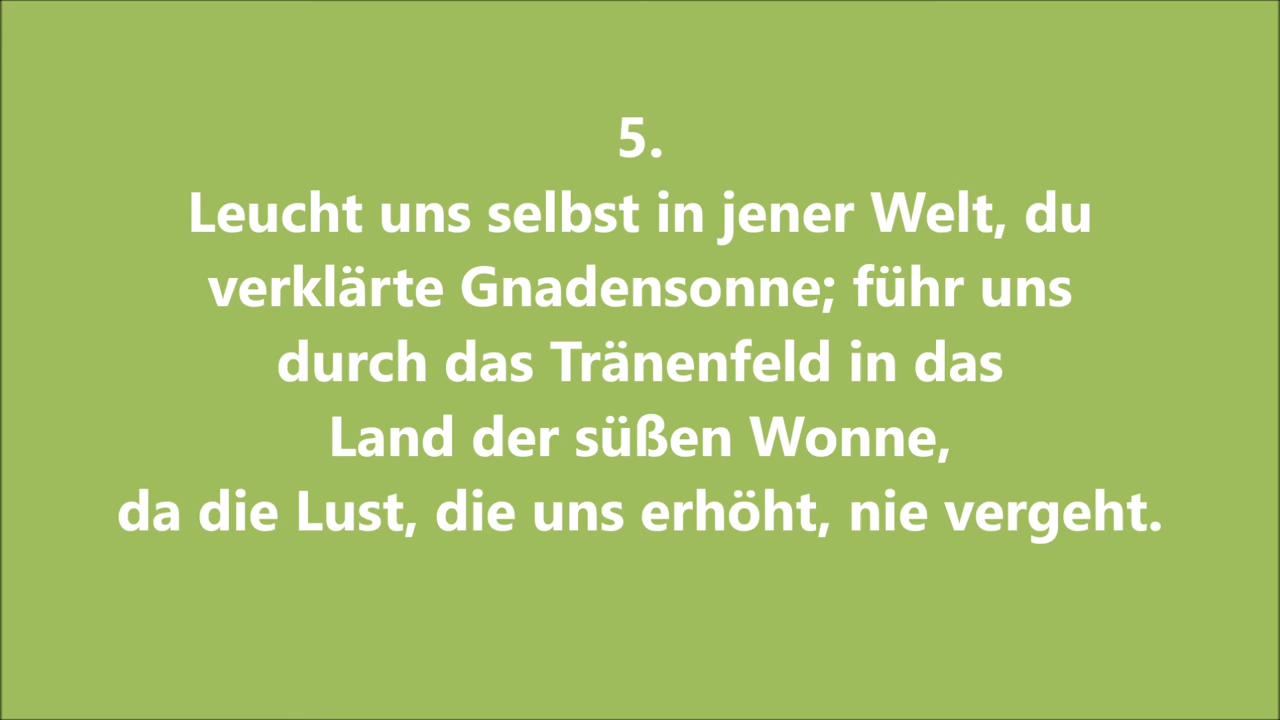 5.
Leucht uns selbst in jener Welt, du
verklärte Gnadensonne; führ uns
durch das Tränenfeld in das
Land der süßen Wonne,
da die Lust, die uns erhöht, nie vergeht.